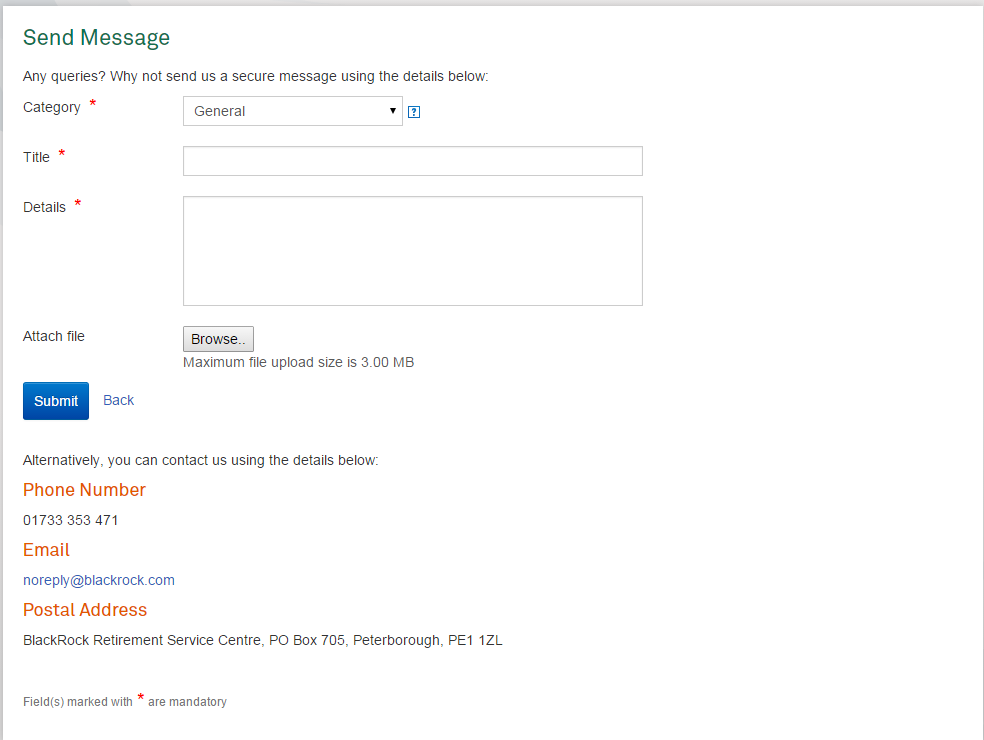 Send Message
Any queries? Why not send us a secure message using the details below:
Category *
General
?
Title *
Details *
Attach file
Browse..
Maximum file upload size is 3.00 MB
Submit Back
Alternatively, you can contact us using the details below:
Phone Number
01733 353 471
Email
noreply@blackrock.com
Postal Address
BlackRock Retirement Service Centre, PO Box 705, Peterborough, PE1 1ZL
Field(s) marked with * are mandatory